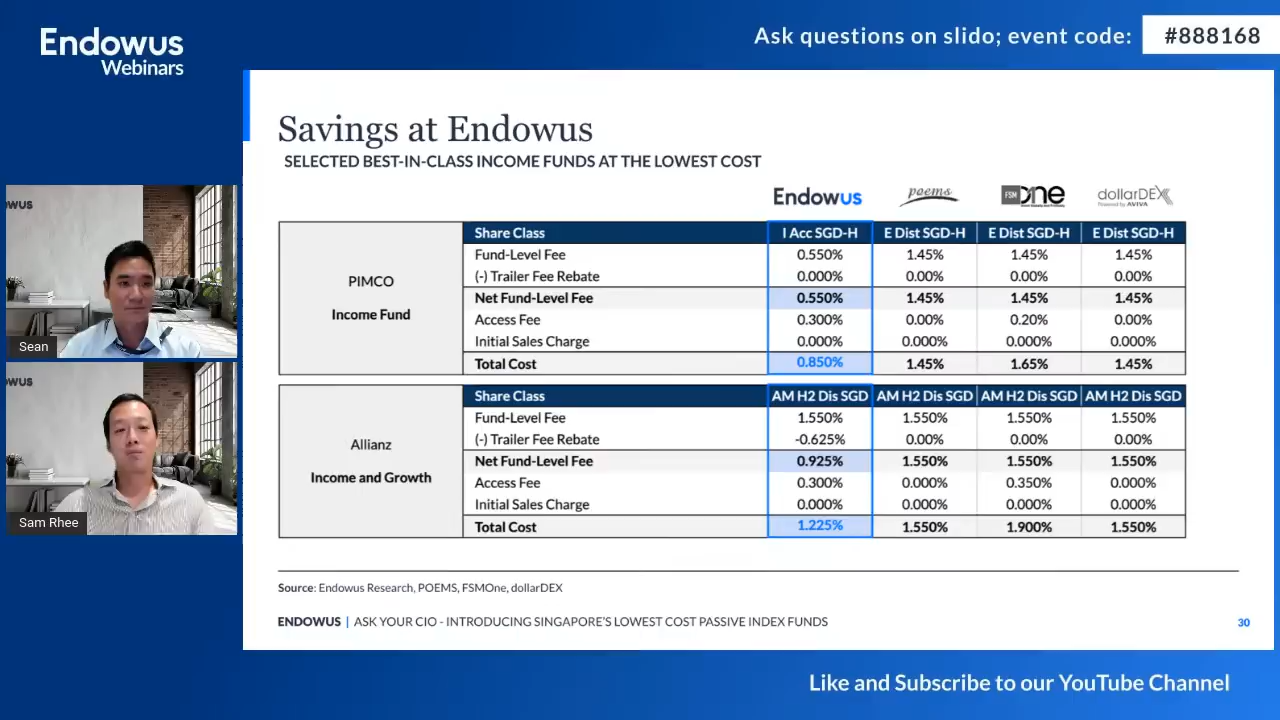 Endowus
Webinars
Ask questions on slido; event code: #888168
Savings at Endowus
SELECTED BEST-IN-CLASS INCOME FUNDS AT THE LOWEST COST
Endowus poems FSM One dollarDEX
Powered by AVIVA
PIMCO
Income Fund
Share Class I Acc SGD-H E Dist SGD-H E Dist SGD-H E Dist SGD-H
Fund-Level Fee 0.550% 1.45% 1.45% 1.45%
(-) Trailer Fee Rebate 0.000% 0.00% 0.00% 0.00%
Net Fund-Level Fee 0.550% 1.45% 1.45% 1.45%
Access Fee 0.300% 0.00% 0.20% 0.00%
Initial Sales Charge 0.000% 0.000% 0.000% 0.000%
Total Cost 0.850% 1.45% 1.65% 1.45%
Allianz
Income and Growth
Share Class AM H2 Dis SGD AM H2 Dis SGD AM H2 Dis SGD AM H2 Dis SGD
Fund-Level Fee 1.550% 1.550% 1.550% 1.550%
(-) Trailer Fee Rebate -0.625% 0.00% 0.00% 0.00%
Net Fund-Level Fee 0.925% 1.550% 1.550% 1.550%
Access Fee 0.300% 0.000% 0.350% 0.000%
Initial Sales Charge 0.000% 0.000% 0.000% 0.000%
Total Cost 1.225% 1.550% 1.900% 1.550%
Source: Endowus Research, POEMS, FSMOne, dollarDEX
ENDOWUS | ASK YOUR CIO - INTRODUCING SINGAPORE'S LOWEST COST PASSIVE INDEX FUNDS
30
owus
Sean
owus
Sam Rhee
Like and Subscribe to our YouTube Channel